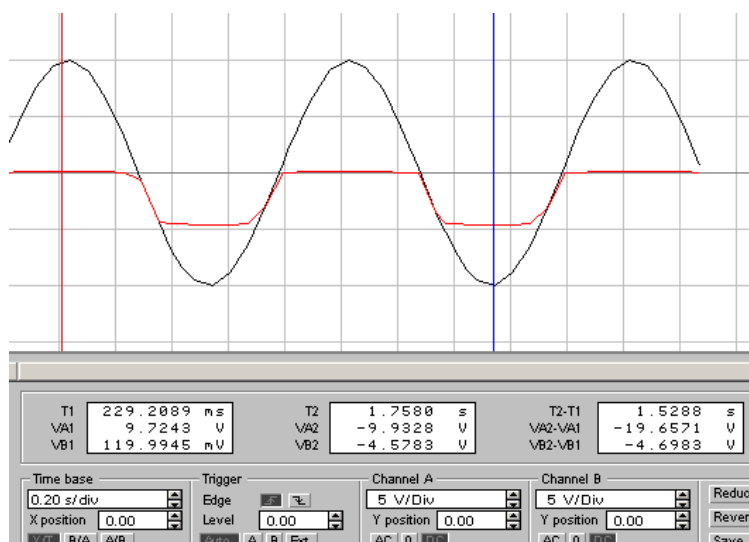 T1 229.2089 ms T2 1.7580 s T2-T1 1.5288 s
VA1 9.7243 V VA2 -9.9328 V VA2-VA1 -19.6571 V
VB1 119.9945 mV VB2 -4.5783 V VB2-VB1 -4.6983 V
Time base Trigger Channel A Channel B
0.20 s/div Edge 5 V/Div 5 V/Div Reduc
X position 0.00 Level 0.00 Y position 0.00 Y position 0.00 Rever
Y/T B/A A/B Auto A B Ext AC 0 DC AC 0 DC Save